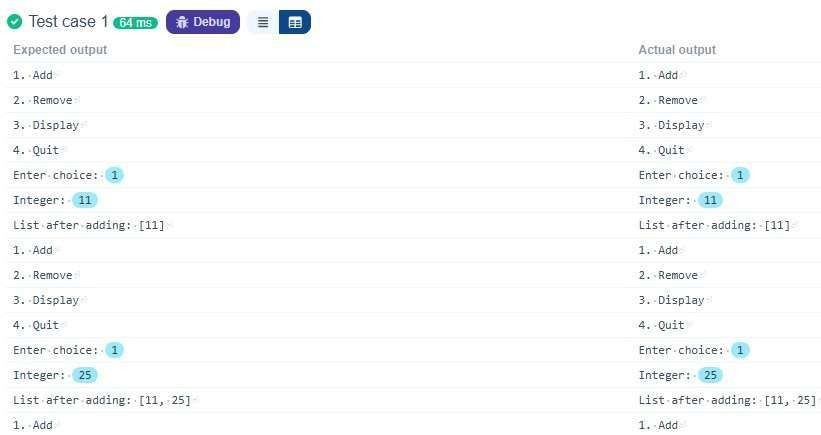 Test case 1 64 ms Debug
Expected output Actual output
1. Add 1. Add
2. Remove 2. Remove
3. Display 3. Display
4. Quit 4. Quit
Enter choice: 1 Enter choice: 1
Integer: 11 Integer: 11
List after adding: [11] List after adding: [11]
1. Add 1. Add
2. Remove 2. Remove
3. Display 3. Display
4. Quit 4. Quit
Enter choice: 1 Enter choice: 1
Integer: 25 Integer: 25
List after adding: [11, 25] List after adding: [11, 25]
1. Add 1. Add